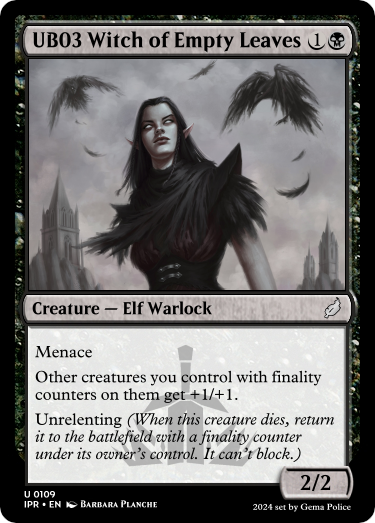 UB03 Witch of Empty Leaves 1
Creature — Elf Warlock
Menace
Other creatures you control with finality
counters on them get +1/+1.
Unrelenting (When this creature dies, return
it to the battlefield with a finality counter
under its owner's control. It can't block.)
2/2
U 0109
IPR • EN Barbara Planche
2024 set by Gema Police